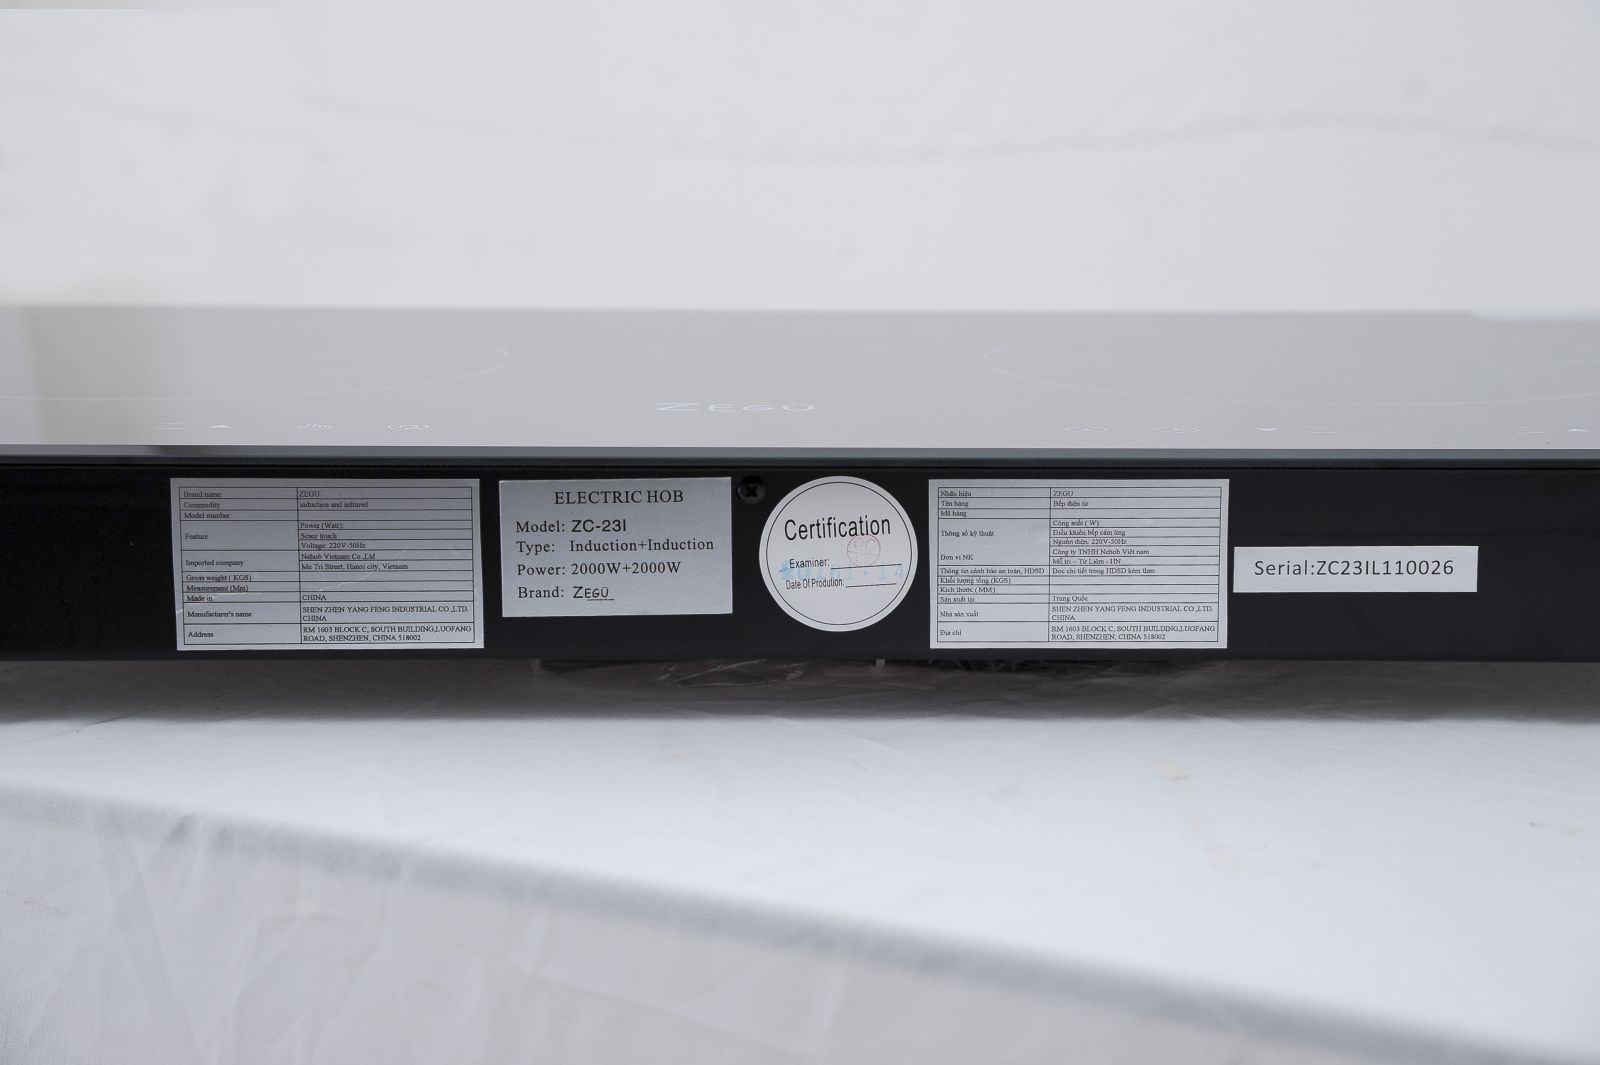 ZEGÜ
Brand name ZEGU
Commodity induction and infrared
Model number
Feature Power (Watt):
Sesor touch
Voltage: 220V-50Hz
Imported company Nehob Vietnam Co.,Ltd
Me Tri Street, Hanoi city, Vietnam
Gross weight ( KGS)
Measurement (Mm)
Made in CHINA
Manufacturer's name SHEN ZHEN YANG FENG INDUSTRIAL CO.,LTD.
CHINA
Address RM 1603 BLOCK C, SOUTH BUILDING,LUOFANG
ROAD, SHENZHEN, CHINA 518002
ELECTRIC HOB
Model: ZC-23I
Type: Induction+Induction
Power: 2000W+2000W
Brand: ZEGÜ
Certification
Examiner:
Date Of Prodution:
Nhãn hiệu ZEGU
Tên hàng Bếp điện từ
Mã hàng
Thông số kỹ thuật Công suất ( W):
Điều khiển bếp cảm ứng
Nguồn điện: 220V-50Hz
Đơn vị NK Công ty TNHH Nehob Việt nam
Mễ trì – Từ Liêm - HN
Thông tin cảnh báo an toàn, HDSD Đọc chi tiết trong HDSD kèm theo
Khối lượng tổng (KGS)
Kích thước ( MM)
Sản xuất tại Trung Quốc
Nhà sản xuất SHEN ZHEN YANG FENG INDUSTRIAL CO.,LTD.
CHINA
Địa chỉ RM 1603 BLOCK C, SOUTH BUILDING,LUOFANG
ROAD, SHENZHEN, CHINA 518002
Serial:ZC23IL110026